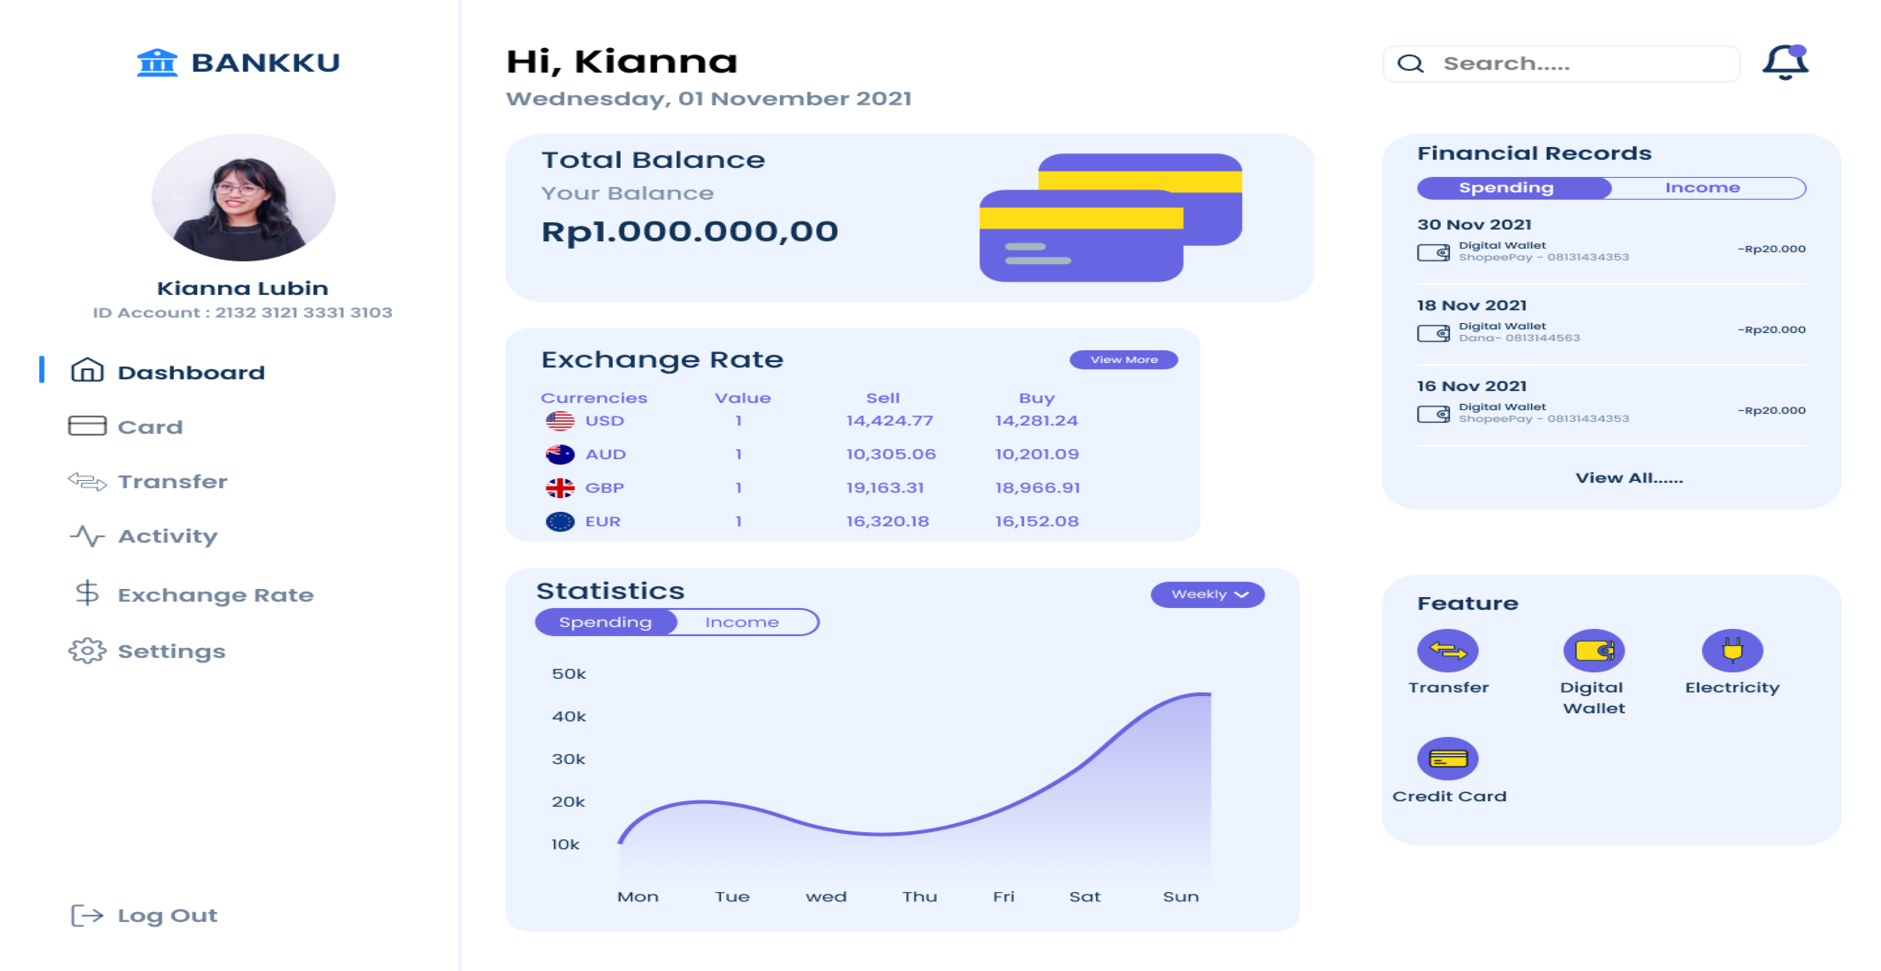 BANKKU
Kianna Lubin
ID Account : 2132 3121 3331 3103
Dashboard
Card
Transfer
Activity
Exchange Rate
Settings
Log Out
Hi, Kianna
Wednesday, 01 November 2021
Search.....
Total Balance
Your Balance
Rp1.000.000,00
Exchange Rate
View More
Currencies Value Sell Buy
USD 1 14,424.77 14,281.24
AUD 1 10,305.06 10,201.09
GBP 1 19,163.31 18,966.91
EUR 1 16,320.18 16,152.08
Statistics
Weekly
Spending Income
50k
40k
30k
20k
10k
Mon Tue wed Thu Fri Sat Sun
Financial Records
Spending Income
30 Nov 2021
Digital Wallet
ShopeePay - 08131434353
-Rp20.000
18 Nov 2021
Digital Wallet
Dana- 0813144563
-Rp20.000
16 Nov 2021
Digital Wallet
ShopeePay - 08131434353
-Rp20.000
View All......
Feature
Transfer
Digital
Wallet
Electricity
Credit Card